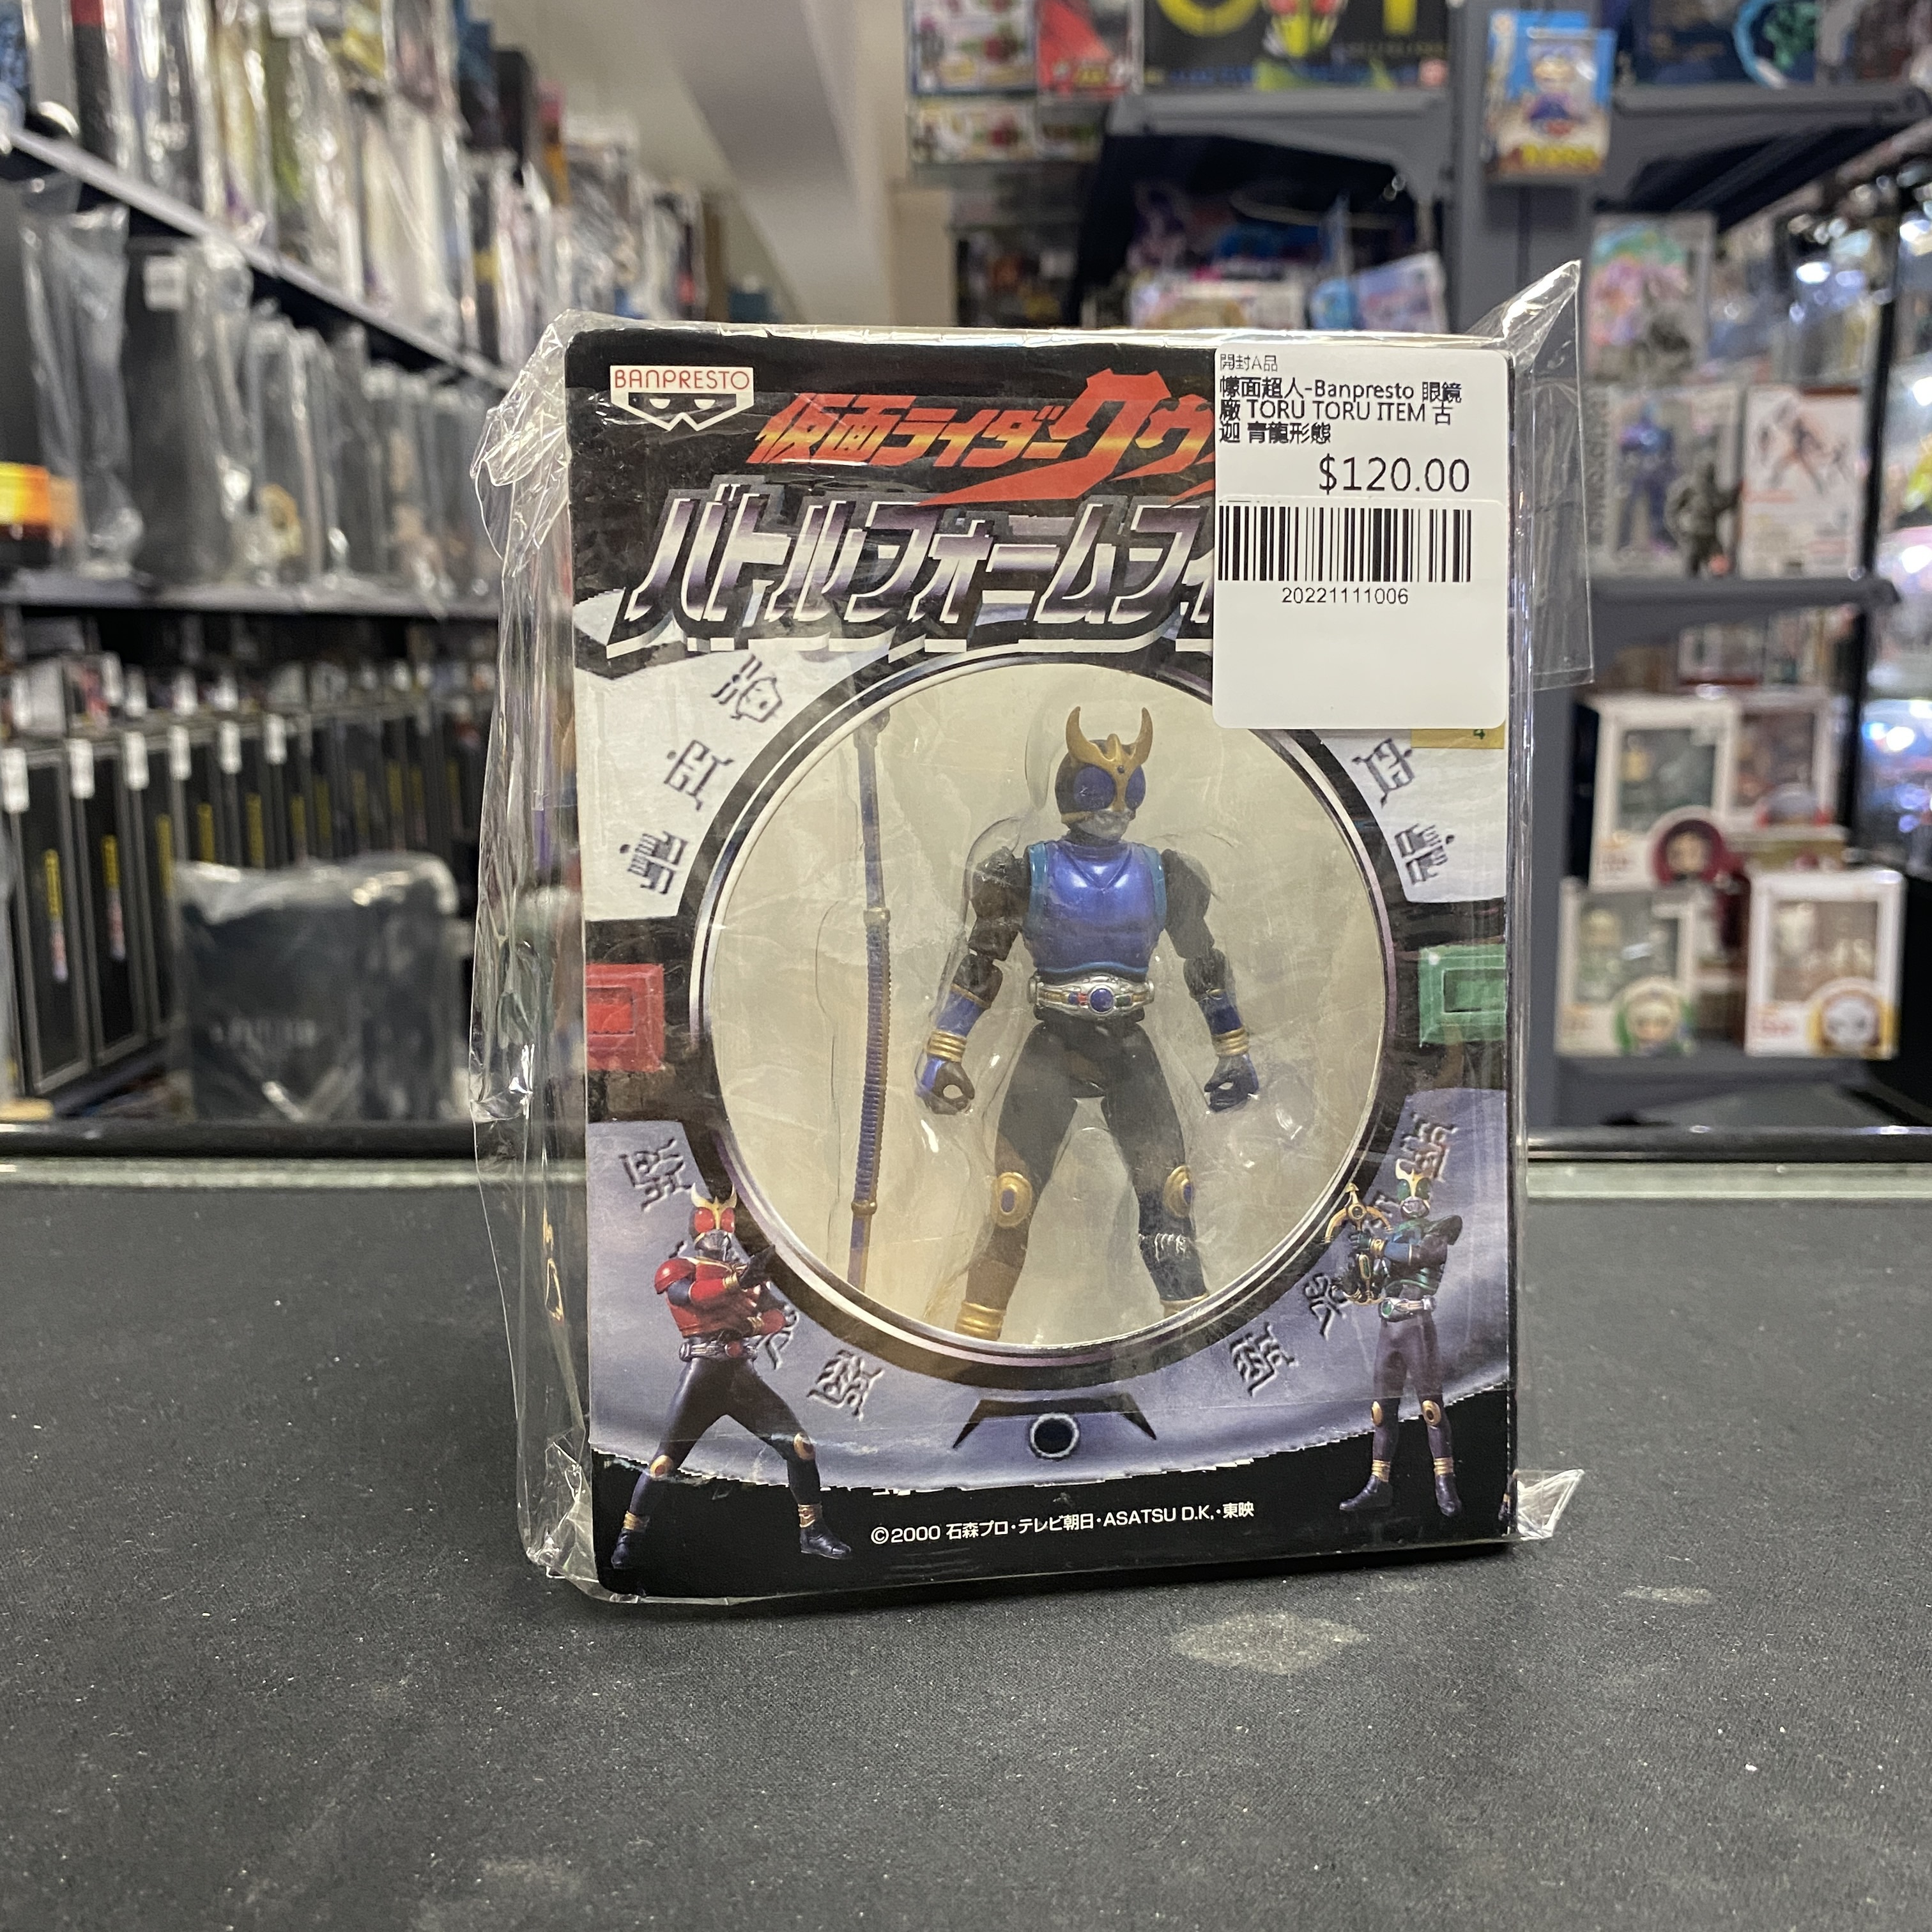 BANPRESTO
仮面ライダークウ
バトルフォームフィ
開封A品
幪面超人-Banpresto 眼鏡
廠 TORU TORU ITEM 古
迦 青龍形態
$120.00
20221111006
4
©2000 石森プロ・テレビ朝日・ASATSU D.K,・東映